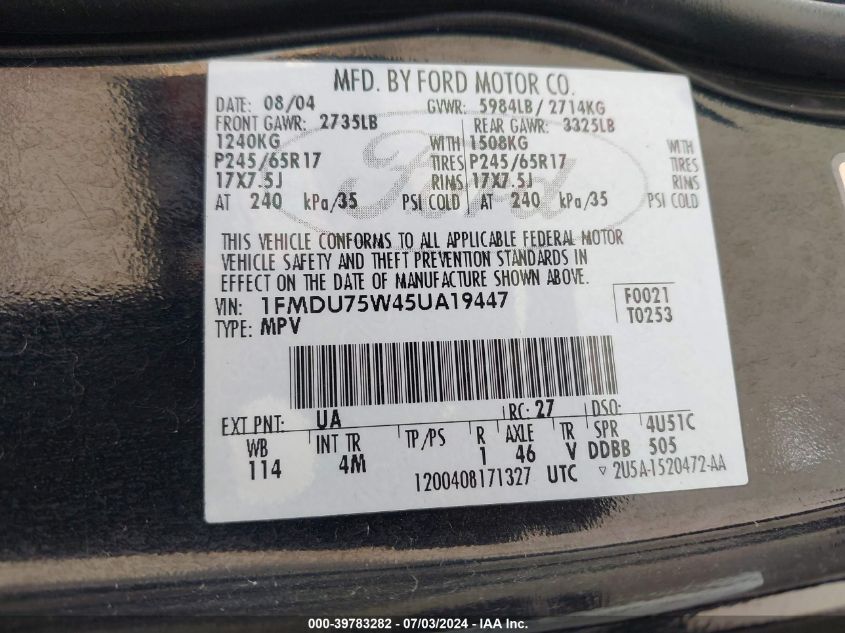 MFD. BY FORD MOTOR CO.
DATE: 08/04 GVWR: 5984LB/ 2714KG
FRONT GAWR: 2735LB REAR GAWR: 3325LB
1240KG WITH 1508KG WITH
P245/65R17 TIRES P245/65R17 TIRES
17X7.5J RIMS 17X7.5J RIMS
AT 240 kPa/35 PSI COLD AT 240 kPa/35 PSI COLD
Ford
THIS VEHICLE CONFORMS TO ALL APPLICABLE FEDERAL MOTOR
VEHICLE SAFETY AND THEFT PREVENTION STANDARDS IN
EFFECT ON THE DATE OF MANUFACTURE SHOWN ABOVE.
VIN: 1FMDU75W45UA19447 F0021
TYPE: MPV T0253
EXT PNT: UA RC: 27 DSO:
WB INT TR TP/PS R AXLE TR SPR 4U51C
114 4M 1 46 V DDBB 505
1200408171327 UTC ▽ 2U5A-1520472-AA
000-39783282 - 07/03/2024 - IAA Inc.